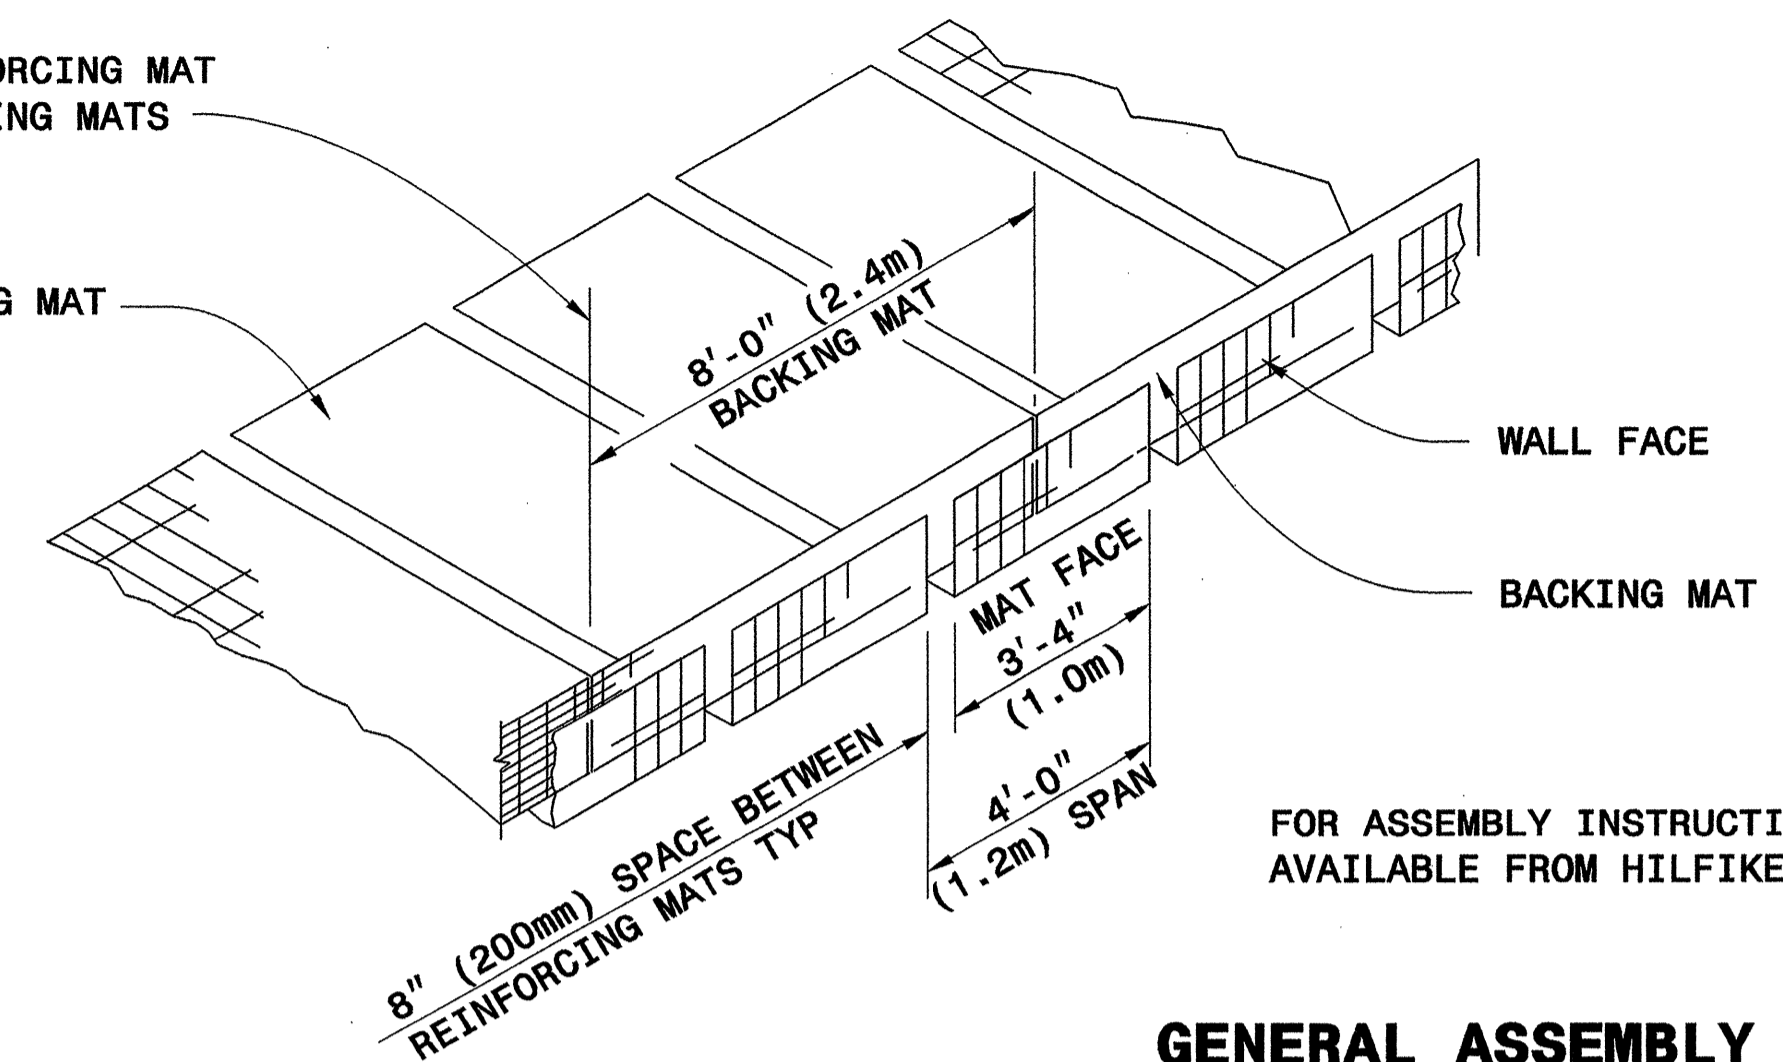 ORCING MAT
ING MATS
G MAT
8'-0" (2.4m)
BACKING MAT
WALL FACE
BACKING MAT
MAT FACE
3'-4"
(1.0m)
4'-0"
(1.2m) SPAN
8" (200mm) SPACE BETWEEN
REINFORCING MATS TYP
FOR ASSEMBLY INSTRUCTI
AVAILABLE FROM HILFIKE
GENERAL ASSEMBLY